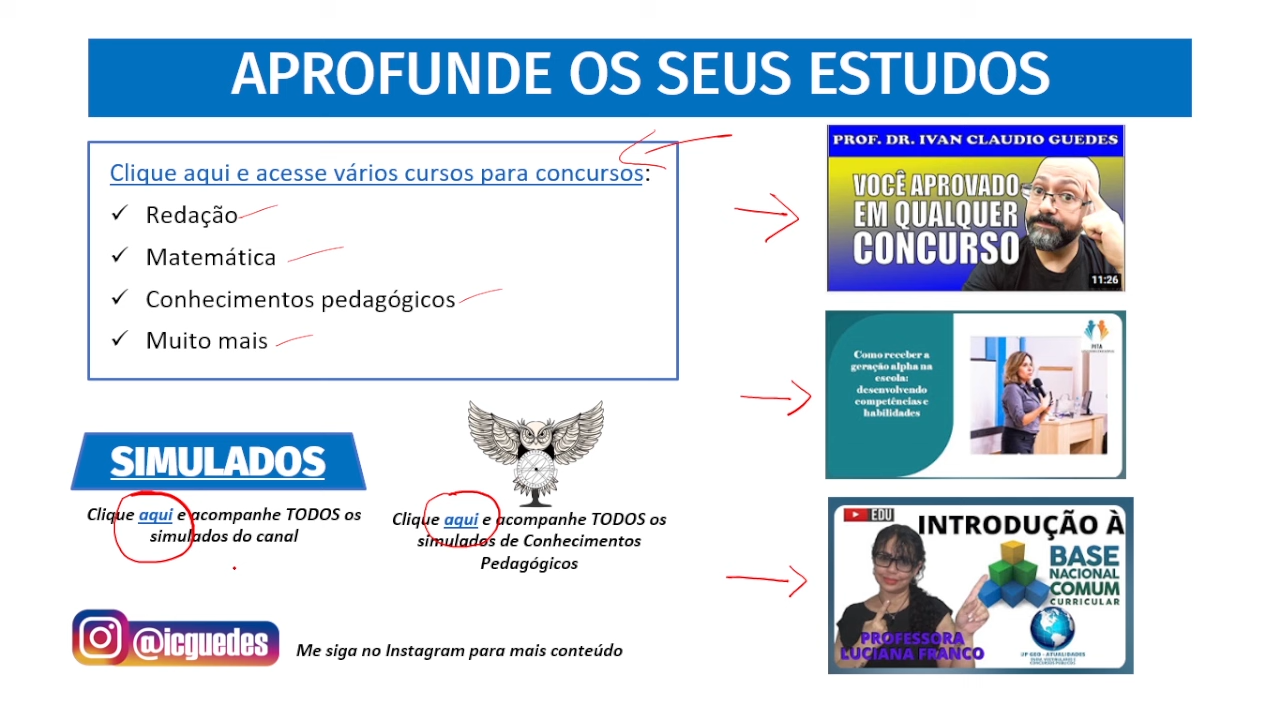 APROFUNDE OS SEUS ESTUDOS
Clique aqui e acesse vários cursos para concursos:
Redação
Matemática
Conhecimentos pedagógicos
Muito mais
SIMULADOS
Clique aqui e acompanhe TODOS os
simulados do canal
Clique aqui e acompanhe TODOS os
simulados de Conhecimentos
Pedagógicos
@icguedes
Me siga no Instagram para mais conteúdo
PROF. DR. IVAN CLAUDIO GUEDES
VOCÊ APROVADO
EM QUALQUER
CONCURSO
11:26
Como receber a
geração alpha na
escola:
desenvolvendo
competências e
habilidades
EDU
INTRODUÇÃO À
BASE
NACIONAL
COMUM
CURRICULAR
PROFESSORA
LUCIANA FRANCO